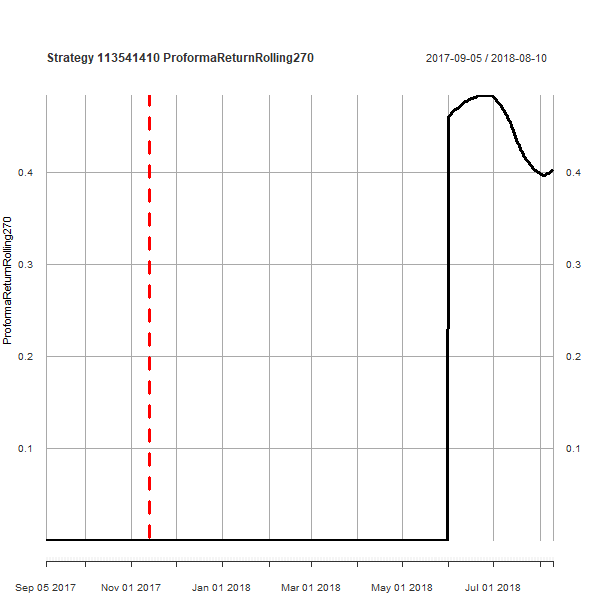 Strategy 113541410 ProformaReturnRolling270
2017-09-05 / 2018-08-10
ProformaReturnRolling270
0.4 0.4
0.3 0.3
0.2 0.2
0.1 0.1
Sep 05 2017 Nov 01 2017 Jan 01 2018 Mar 01 2018 May 01 2018 Jul 01 2018